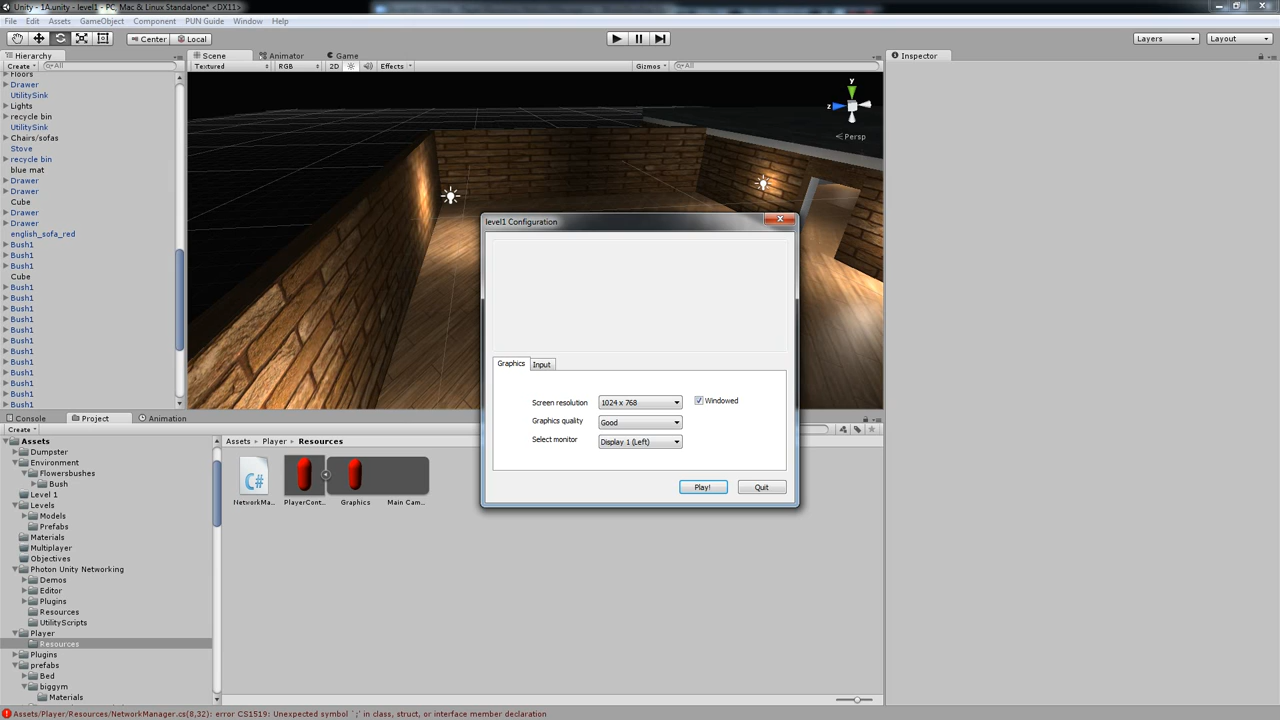 Unity - 1A.unity - level1 - PC, Mac & Linux Standalone* <DX11>
File Edit Assets GameObject Component PUN Guide Window Help
Center Local Layers Layout
Hierarchy Scene Animator Game Inspector
Create All Textured RGB 2D Effects Gizmos All
Floors
Drawer
UtilitySink
Lights
recycle bin
UtilitySink
Chairs/sofas
Stove
recycle bin
blue mat
Drawer
Drawer
Cube
Drawer
Drawer
english_sofa_red
Bush1
Bush1
Bush1
Cube
Bush1
Bush1
Bush1
Bush1
Bush1
Bush1
Bush1
Bush1
Bush1
Bush1
Bush1
Bush1
y
z
Persp
level1 Configuration
Graphics Input
Screen resolution 1024 x 768 Windowed
Graphics quality Good
Select monitor Display 1 (Left)
Play! Quit
Console Project Animation
Create
Assets
Dumpster
Environment
Flowersbushes
Bush
Level 1
Levels
Models
Prefabs
Materials
Multiplayer
Objectives
Photon Unity Networking
Demos
Editor
Plugins
Resources
UtilityScripts
Player
Resources
Plugins
prefabs
Bed
biggym
Materials
Assets Player Resources
C#
NetworkMa... PlayerCont... Graphics Main Cam...
Assets/Player/Resources/NetworkManager.cs(8,32): error CS1519: Unexpected symbol `;' in class, struct, or interface member declaration